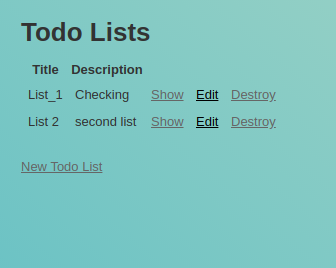 Todo Lists
Title Description
List_1 Checking Show Edit Destroy
List 2 second list Show Edit Destroy
New Todo List